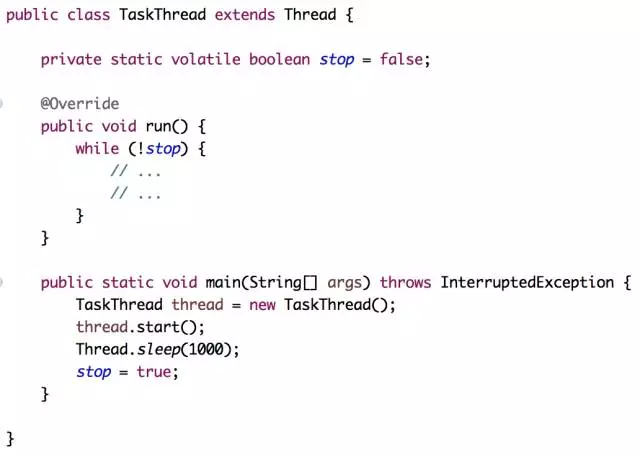 public class TaskThread extends Thread {
private static volatile boolean stop = false;
@Override
public void run() {
while (!stop) {
// ...
// ...
}
}
public static void main(String[] args) throws InterruptedException {
TaskThread thread = new TaskThread();
thread.start();
Thread.sleep(1000);
stop = true;
}
}